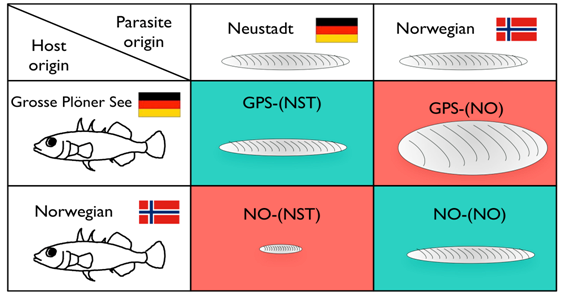 Parasite
origin
Host
origin
Neustadt
Norwegian
Grosse Plöner See
GPS-(NST)
GPS-(NO)
Norwegian
NO-(NST)
NO-(NO)